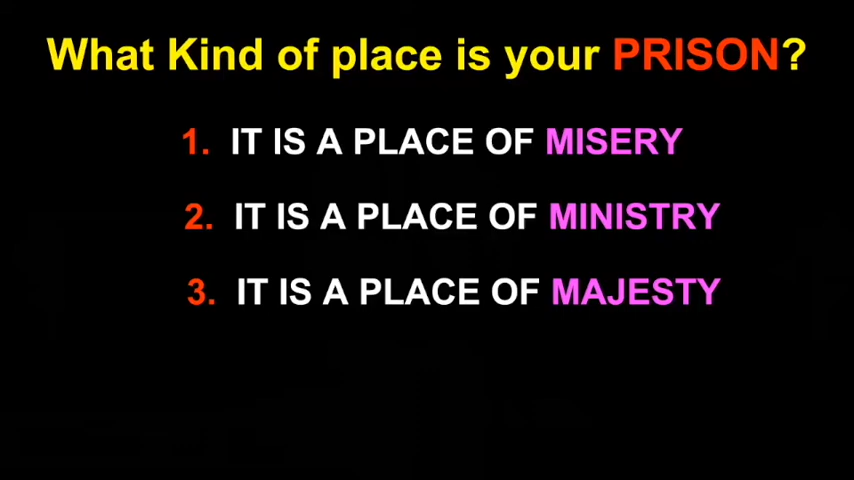 What Kind of place is your PRISON?
1. IT IS A PLACE OF MISERY
2. IT IS A PLACE OF MINISTRY
3. IT IS A PLACE OF MAJESTY